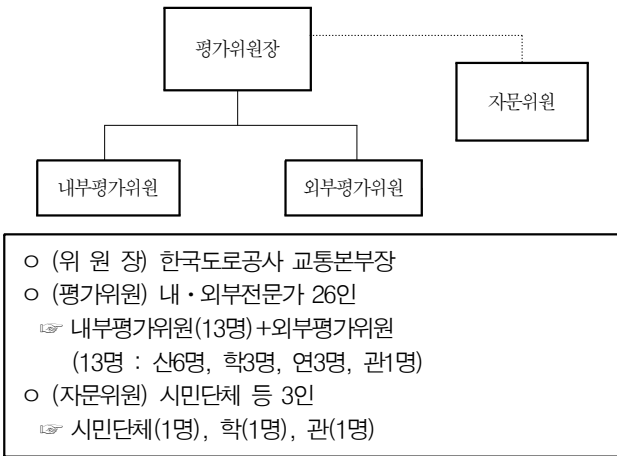 평가위원장
자문위원
내부평가위원
외부평가위원
ㅇ (위 원 장) 한국도로공사 교통본부장
ㅇ (평가위원) 내・외부전문가 26인
☞ 내부평가위원(13명)+외부평가위원
(13명 : 산6명, 학3명, 연3명, 관1명)
ㅇ (자문위원) 시민단체 등 3인
☞ 시민단체(1명), 학(1명), 관(1명)